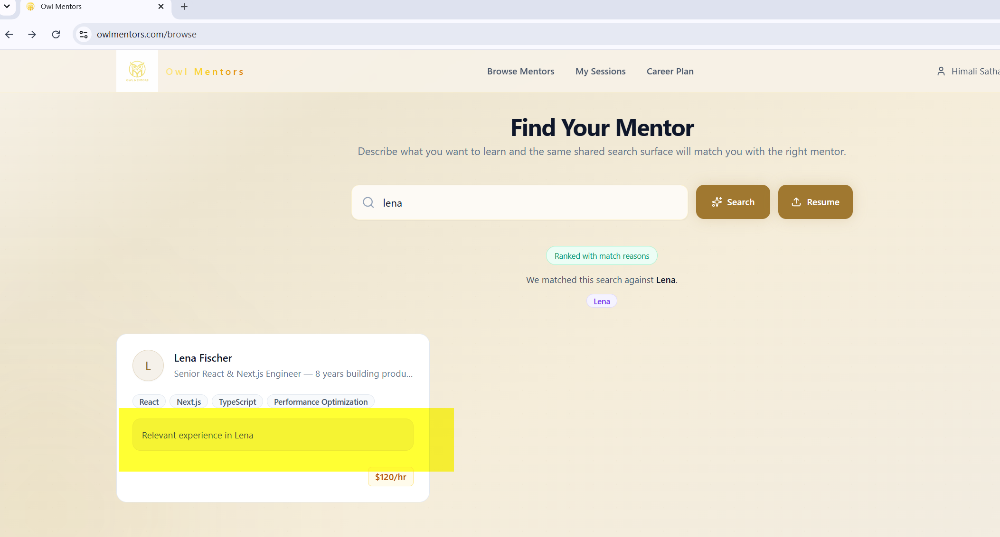 Owl Mentors
owlmentors.com/browse
OWL MENTORS
Owl Mentors
Browse Mentors
My Sessions
Career Plan
Himali
Find Your Mentor
Describe what you want to learn and the same shared search surface will match you with the right mentor.
lena
Search
Resume
Ranked with match reasons
We matched this search against Lena.
Lena
L
Lena Fischer
Senior React & Next.js Engineer — 8 years building produ...
React
Next.js
TypeScript
Performance Optimization
Relevant experience in Lena
$120/hr